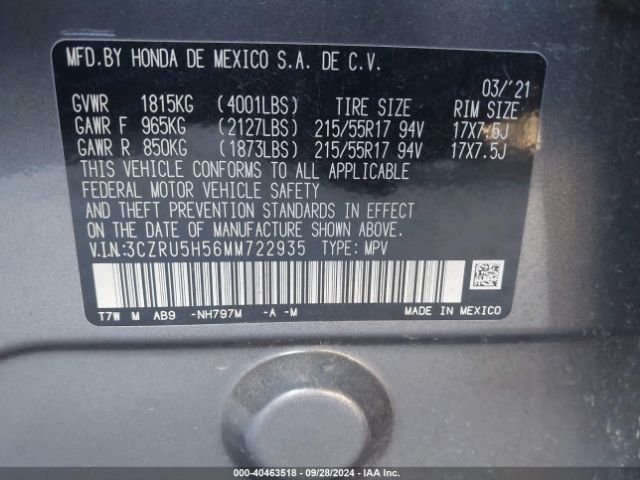 MFD.BY HONDA DE MEXICO S.A. DE C.V.
03/'21
GVWR 1815KG (4001LBS) TIRE SIZE RIM SIZE
GAWR F 965KG (2127LBS) 215/55R17 94V 17X7.5J
GAWR R 850KG (1873LBS) 215/55R17 94V 17X7.5J
THIS VEHICLE CONFORMS TO ALL APPLICABLE
FEDERAL MOTOR VEHICLE SAFETY
AND THEFT PREVENTION STANDARDS IN EFFECT
ON THE DATE OF MANUFACTURE SHOWN ABOVE.
V.I.N:3CZRU5H56MM722935 TYPE: MPV
T7W M AB9 -NH797M -A -M
MADE IN MEXICO
000-40463518 - 09/28/2024 - IAA Inc.